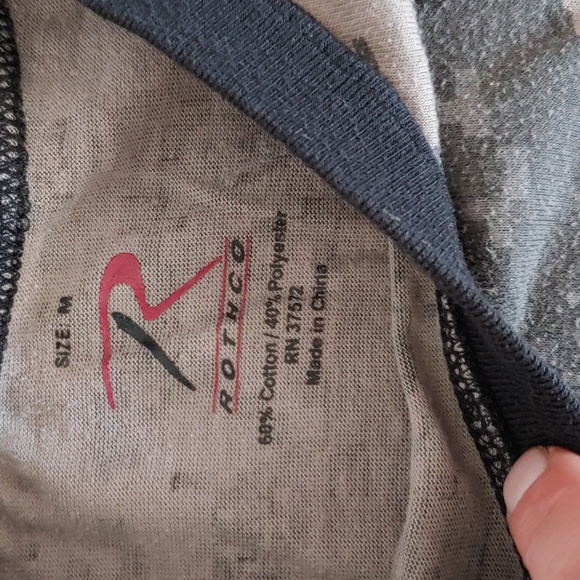 SIZE: M
R
ROTHCO
60% Cotton / 40% Polyester
RN 37572
Made in China